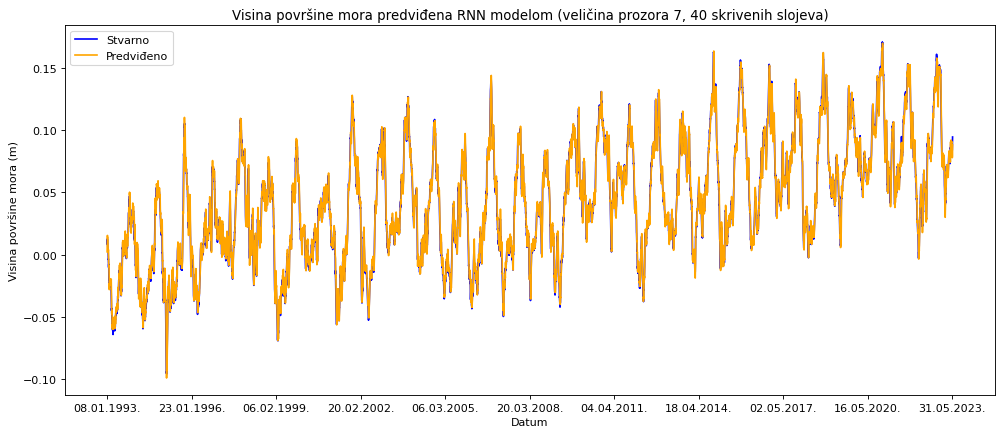 Visina površine mora predviđena RNN modelom (veličina prozora 7, 40 skrivenih slojeva)
Stvarno
Predviđeno
Visina površine mora (m)
0.15
0.10
0.05
0.00
−0.05
−0.10
08.01.1993. 23.01.1996. 06.02.1999. 20.02.2002. 06.03.2005. 20.03.2008. 04.04.2011. 18.04.2014. 02.05.2017. 16.05.2020. 31.05.2023.
Datum